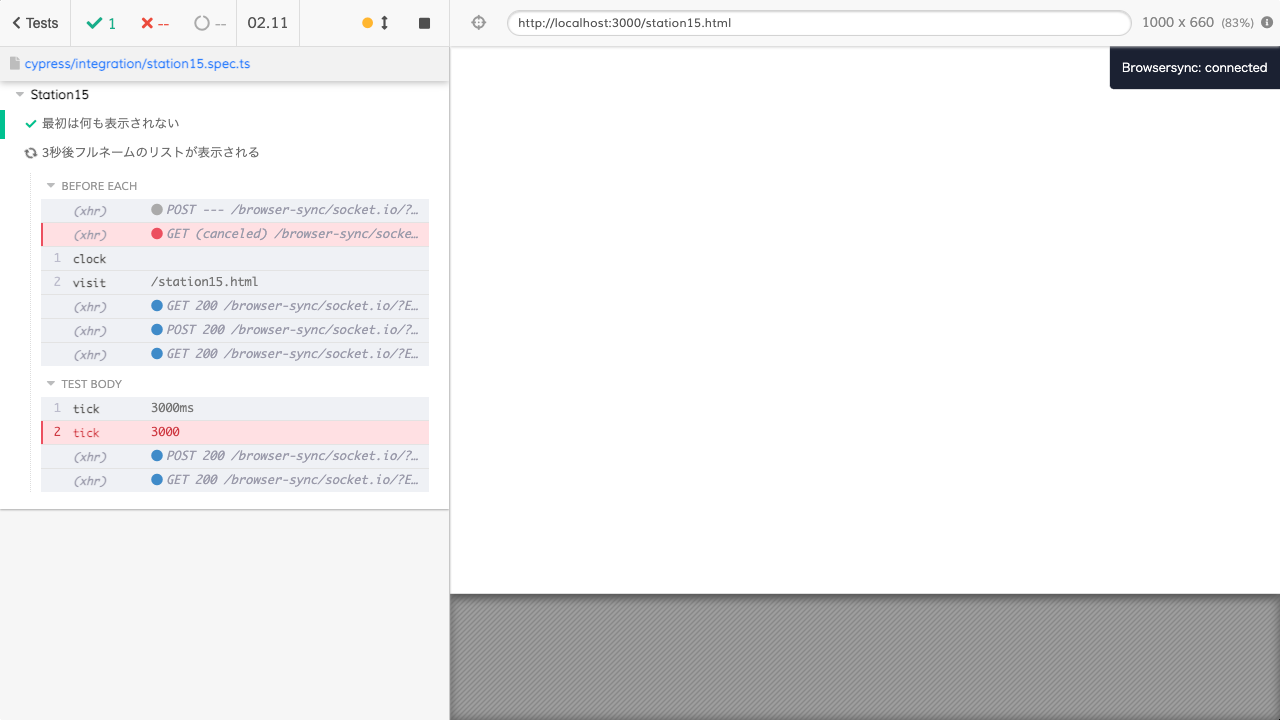 Tests 1 -- -- 02.11
http://localhost:3000/station15.html 1000 x 660 (83%)
cypress/integration/station15.spec.ts
Browsersync: connected
Station15
最初は何も表示されない
3秒後フルネームのリストが表示される
BEFORE EACH
(xhr) POST --- /browser-sync/socket.io/?…
(xhr) GET (canceled) /browser-sync/socke…
1 clock
2 visit /station15.html
(xhr) GET 200 /browser-sync/socket.io/?E…
(xhr) POST 200 /browser-sync/socket.io/?…
(xhr) GET 200 /browser-sync/socket.io/?E…
TEST BODY
1 tick 3000ms
2 tick 3000
(xhr) POST 200 /browser-sync/socket.io/?…
(xhr) GET 200 /browser-sync/socket.io/?E…